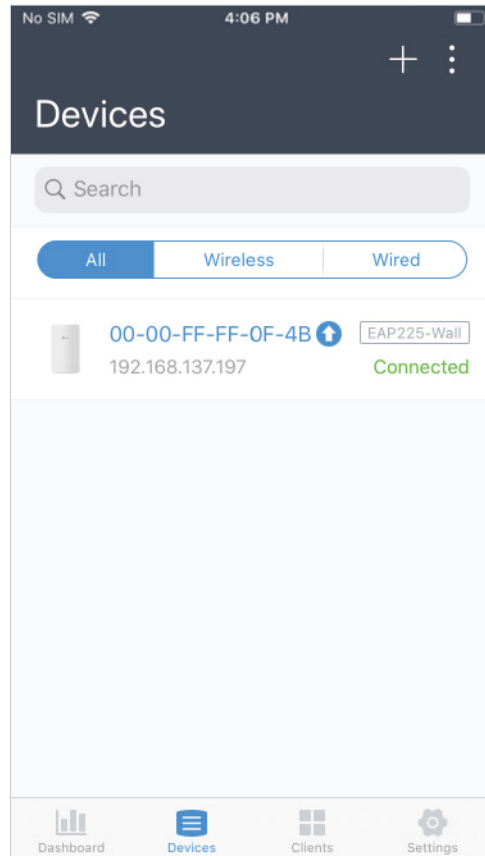 No SIM 4:06 PM
Devices
Search
All Wireless Wired
00-00-FF-FF-0F-4B EAP225-Wall
192.168.137.197 Connected
Dashboard Devices Clients Settings